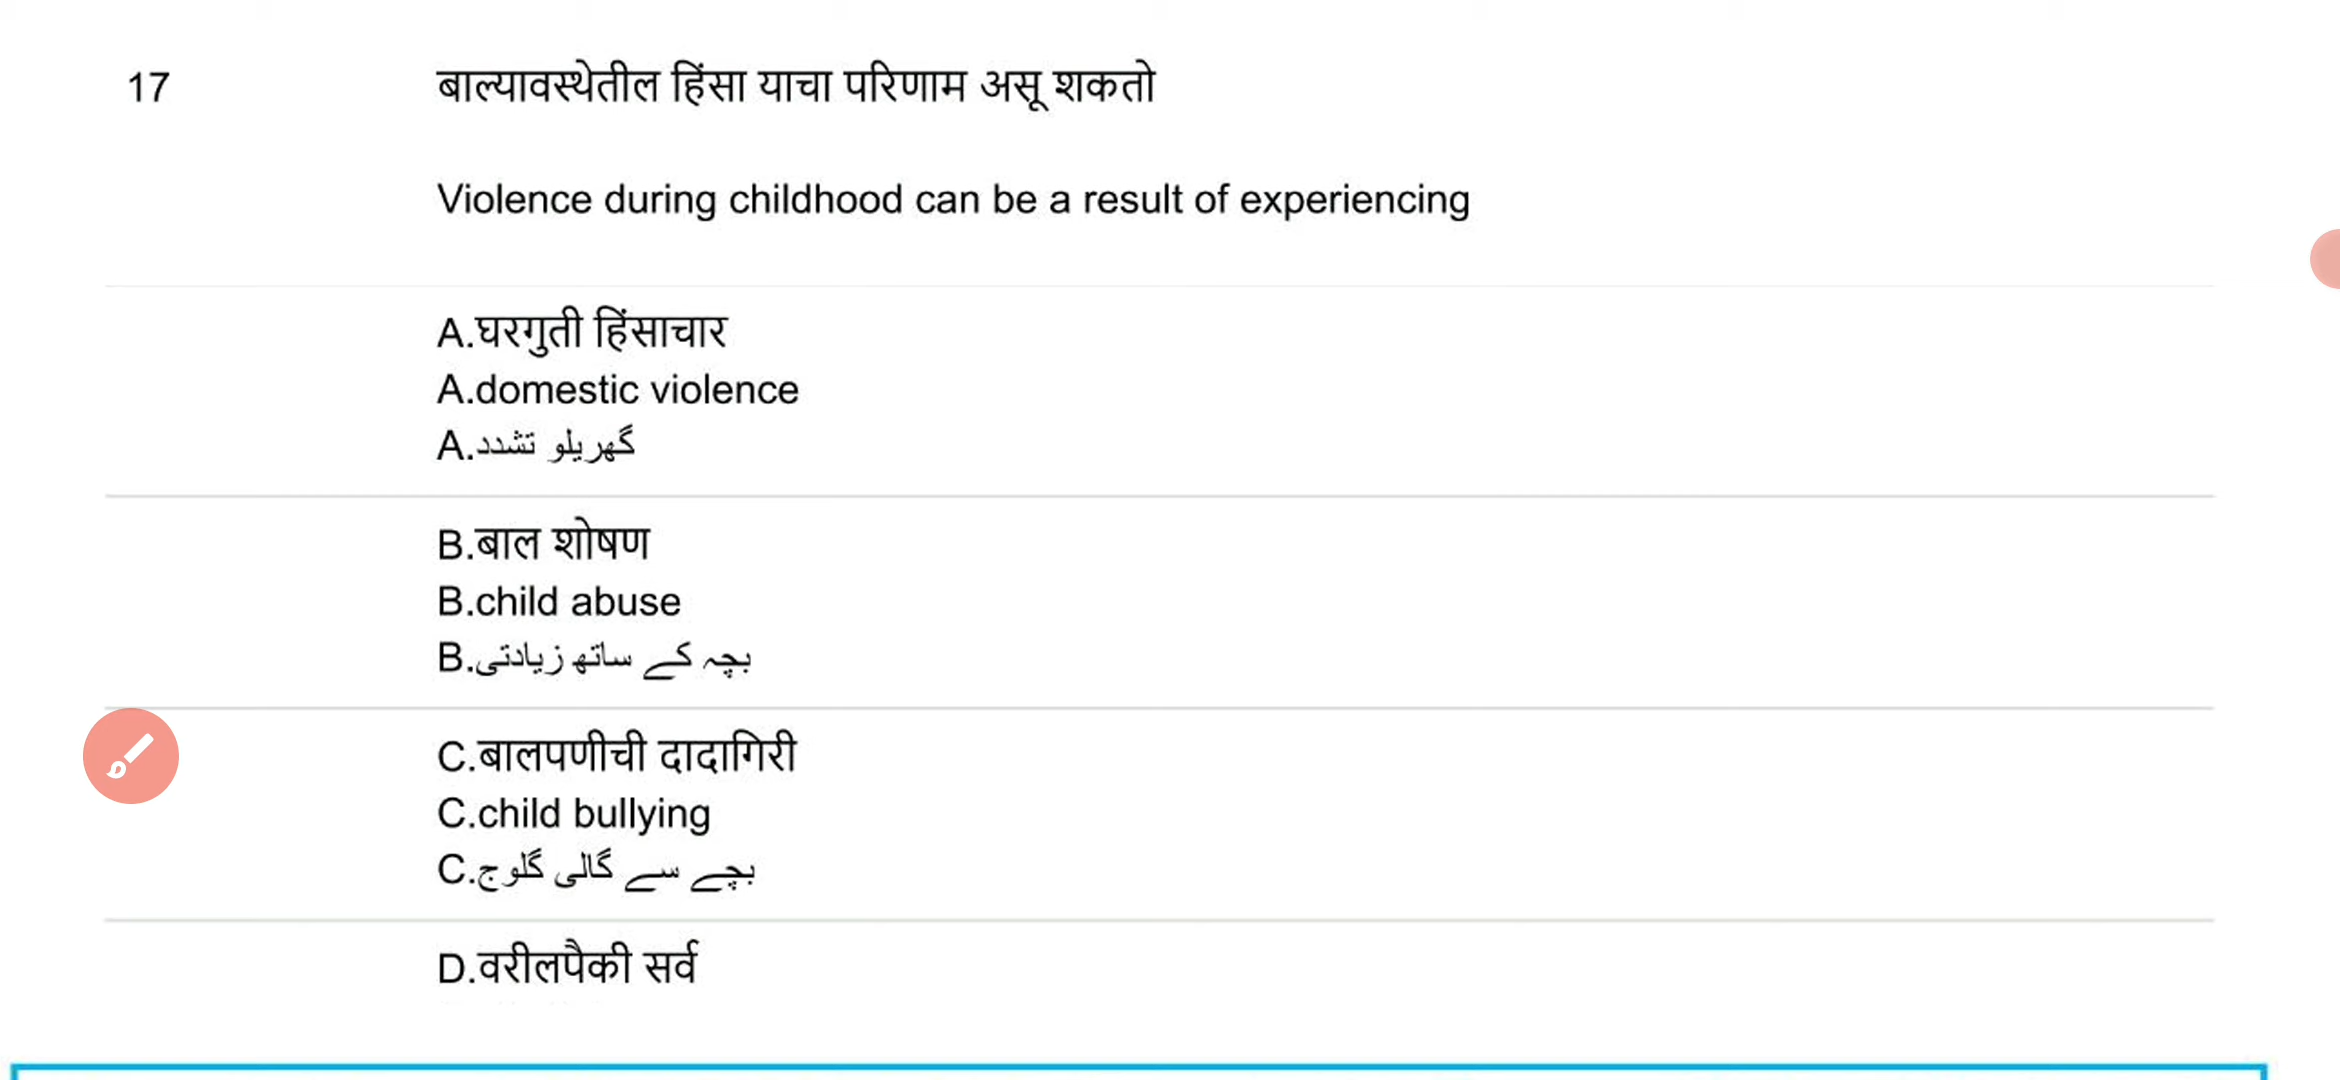 17
बाल्यावस्थेतील हिंसा याचा परिणाम असू शकतो
Violence during childhood can be a result of experiencing
A.घरगुती हिंसाचार
A.domestic violence
A.گھریلو تشدد
B.बाल शोषण
B.child abuse
B.بچہ کے ساتھ زیادتی
C.बालपणीची दादागिरी
C.child bullying
C.بچے سے گالی گلوج
D.वरीलपैकी सर्व